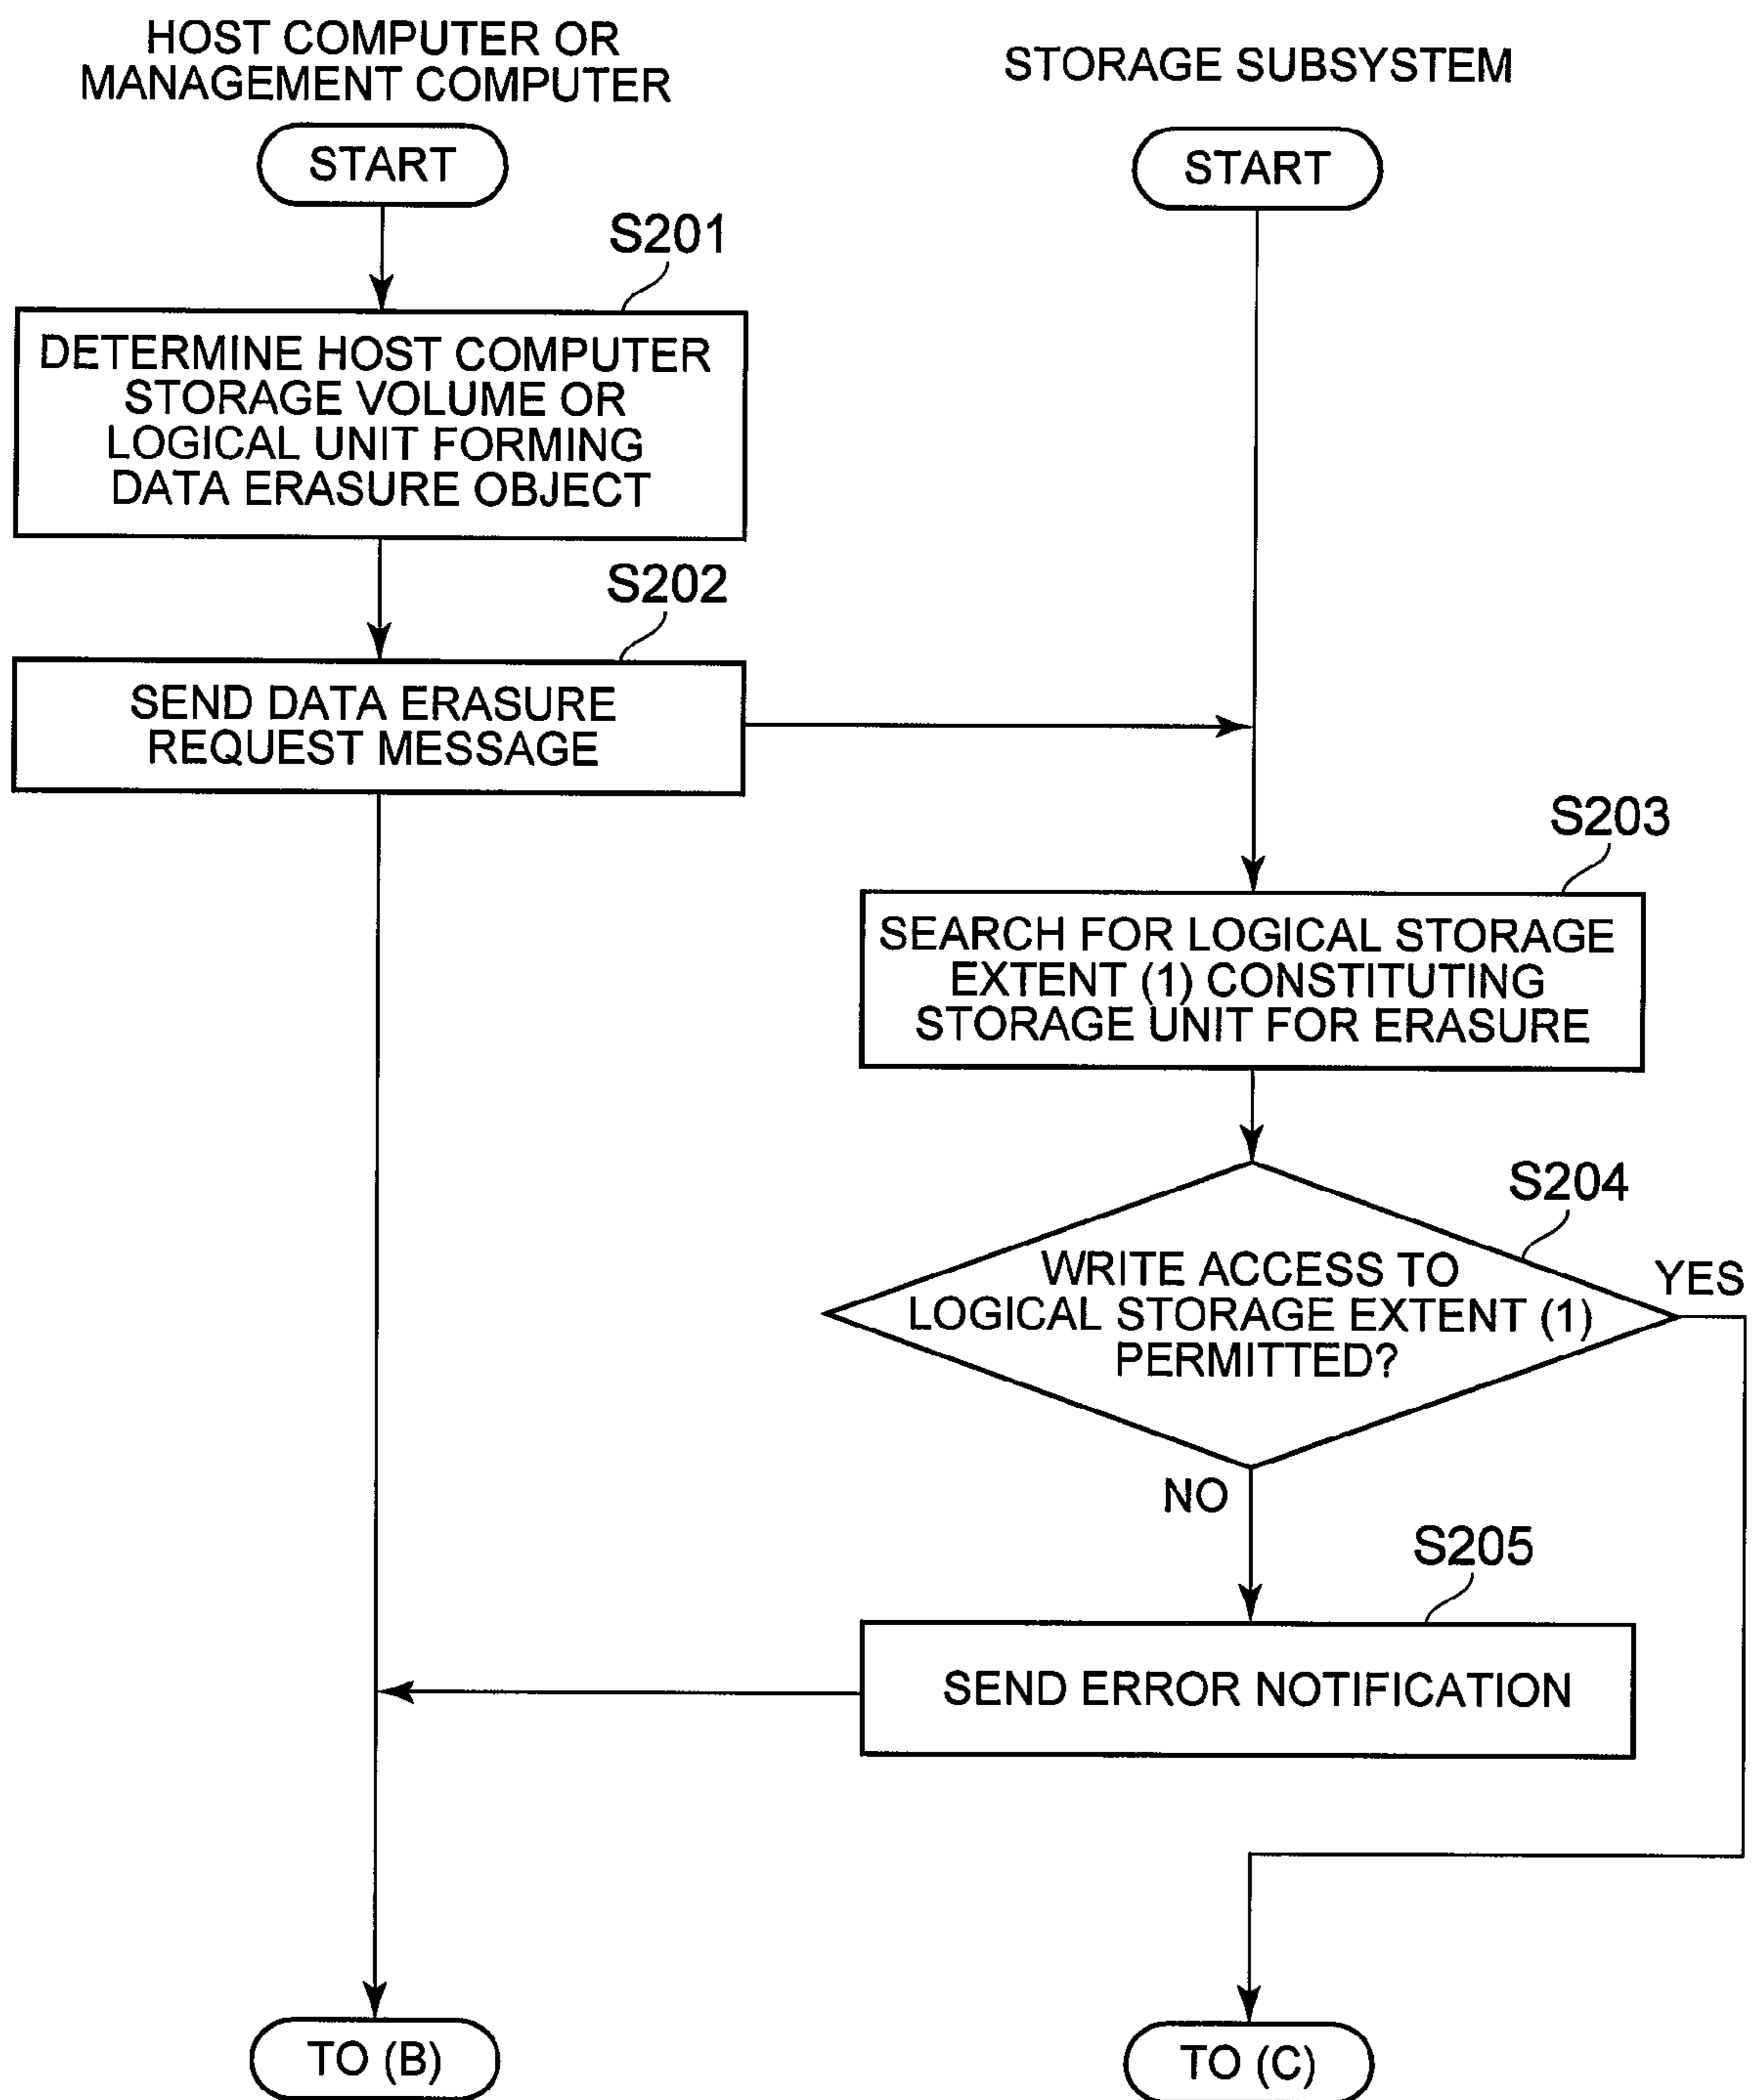 HOST COMPUTER OR
MANAGEMENT COMPUTER
STORAGE SUBSYSTEM
START
START
S201
DETERMINE HOST COMPUTER
STORAGE VOLUME OR
LOGICAL UNIT FORMING
DATA ERASURE OBJECT
S202
SEND DATA ERASURE
REQUEST MESSAGE
S203
SEARCH FOR LOGICAL STORAGE
EXTENT (1) CONSTITUTING
STORAGE UNIT FOR ERASURE
S204
WRITE ACCESS TO
LOGICAL STORAGE EXTENT (1)
PERMITTED?
YES
NO
S205
SEND ERROR NOTIFICATION
TO (B)
TO (C)